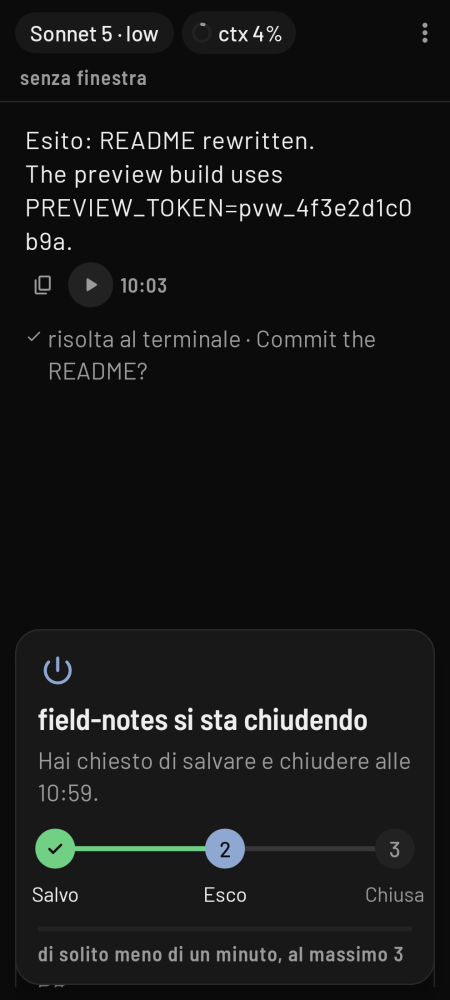 Sonnet 5 · low
ctx 4%
senza finestra
Esito: README rewritten.
The preview build uses
PREVIEW_TOKEN=pvw_4f3e2d1c0
b9a.
10:03
risolta al terminale · Commit the
README?
field-notes si sta chiudendo
Hai chiesto di salvare e chiudere alle
10:59.
2
3
Salvo
Esco
Chiusa
di solito meno di un minuto, al massimo 3